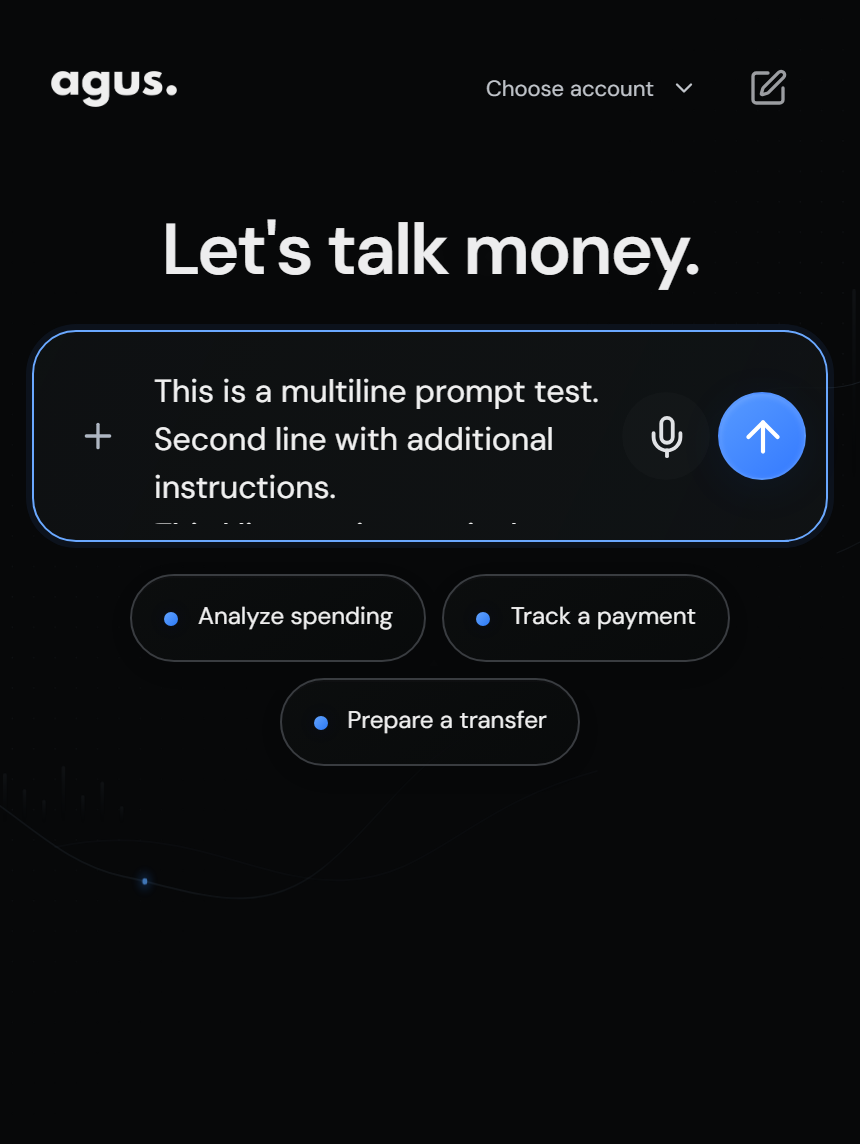 agus.
Choose account
Let's talk money.
This is a multiline prompt test.
Second line with additional
instructions.
Analyze spending
Track a payment
Prepare a transfer